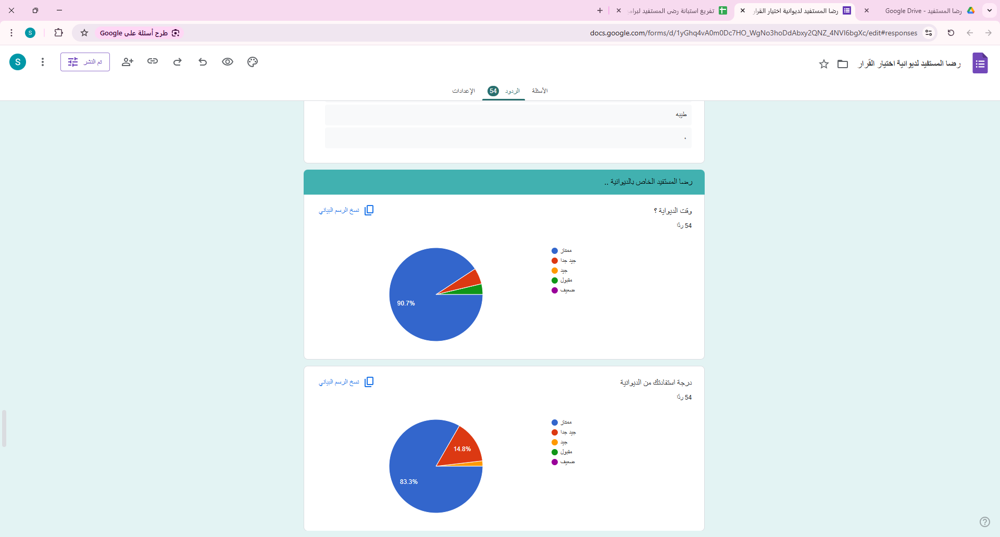 رضا المستفيد - Google Drive
رضا المستفيد لديوانية اختيار القرار
تفريغ استبانة رضى المستفيد لبرامج
docs.google.com/forms/d/1yGhq4vA0m0Dc7HO_WgNo3hoDdAbxy2QNZ_4NVI6bgXc/edit#responses
طرح أسئلة على Google
S
رضا المستفيد لديوانية اختيار القرار
تم النشر
S
الأسئلة
الردود 54
الإعدادات
طيبه
،
رضا المستفيد الخاص بالديوانية ..
وقت الديواية ؟
نسخ الرسم البياني
54 ردًا
ممتاز
جيد جدا
جيد
مقبول
ضعيف
90.7%
درجة استفادتك من الديوانية
نسخ الرسم البياني
54 ردًا
ممتاز
جيد جدا
جيد
مقبول
ضعيف
14.8%
83.3%